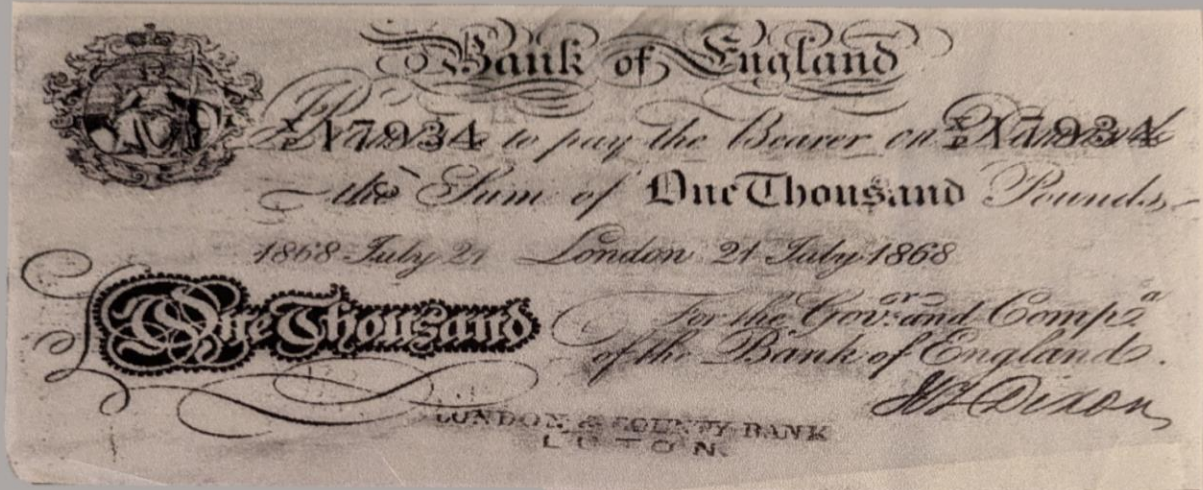 Bank of England
Promise to pay the Bearer on Demand
17934 17934
the Sum of One Thousand Pounds
1868 July 21 London 21 July 1868
One Thousand
For the Govr. and Compa.
of the Bank of England.
Dixon
LONDON & COUNTY BANK
LUTON